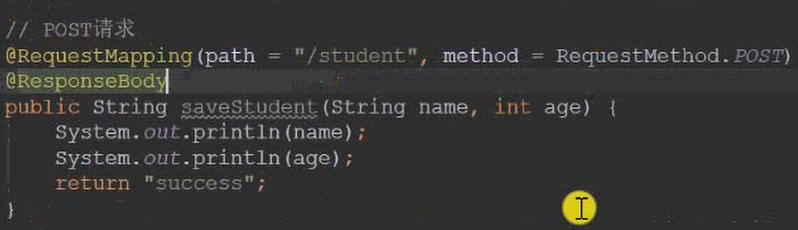 // POST请求
@RequestMapping(path = "/student", method = RequestMethod.POST)
@ResponseBody
public String saveStudent(String name, int age) {
    System.out.println(name);
    System.out.println(age);
    return "success";
}